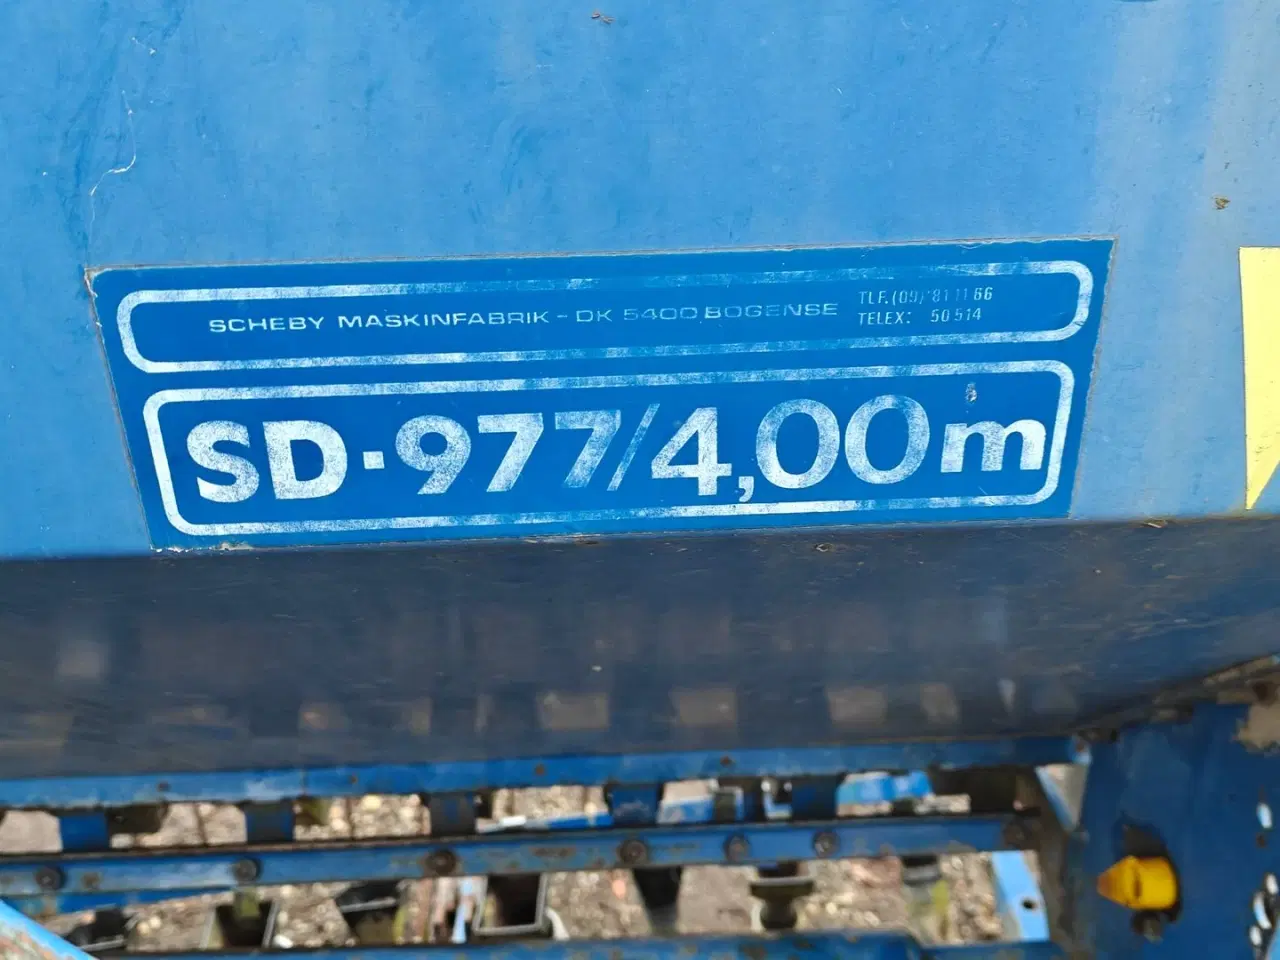 SCHEBY MASKINFABRIK - DK 5400 BOGENSE
TLF. (09) 81 11 66
TELEX: 50 514
SD-977/4,00m